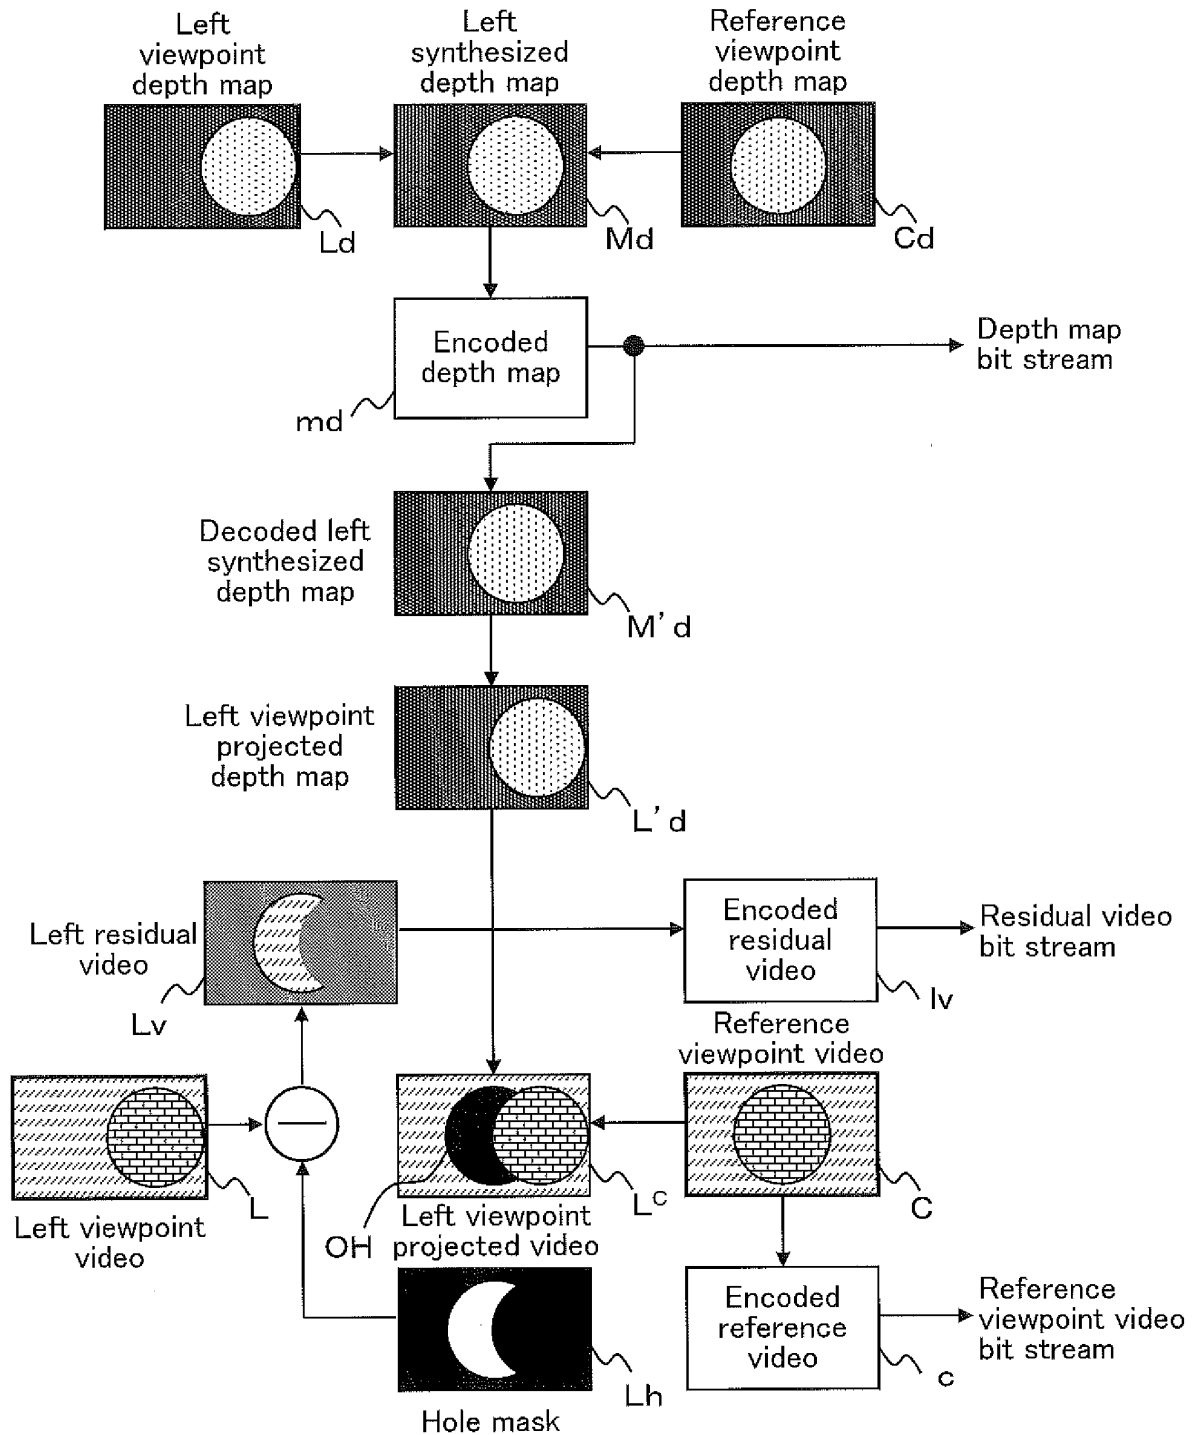 Left
viewpoint
depth map
Left
synthesized
depth map
Reference
viewpoint
depth map
Ld
Md
Cd
Encoded
depth map
md
Depth map
bit stream
Decoded left
synthesized
depth map
M'd
Left viewpoint
projected
depth map
L'd
Left residual
video
Lv
Encoded
residual
video
lv
Residual video
bit stream
Reference
viewpoint video
L
Left viewpoint
video
OH
Lᶜ
Left viewpoint
projected video
C
Encoded
reference
video
c
Reference
viewpoint video
bit stream
Lh
Hole mask